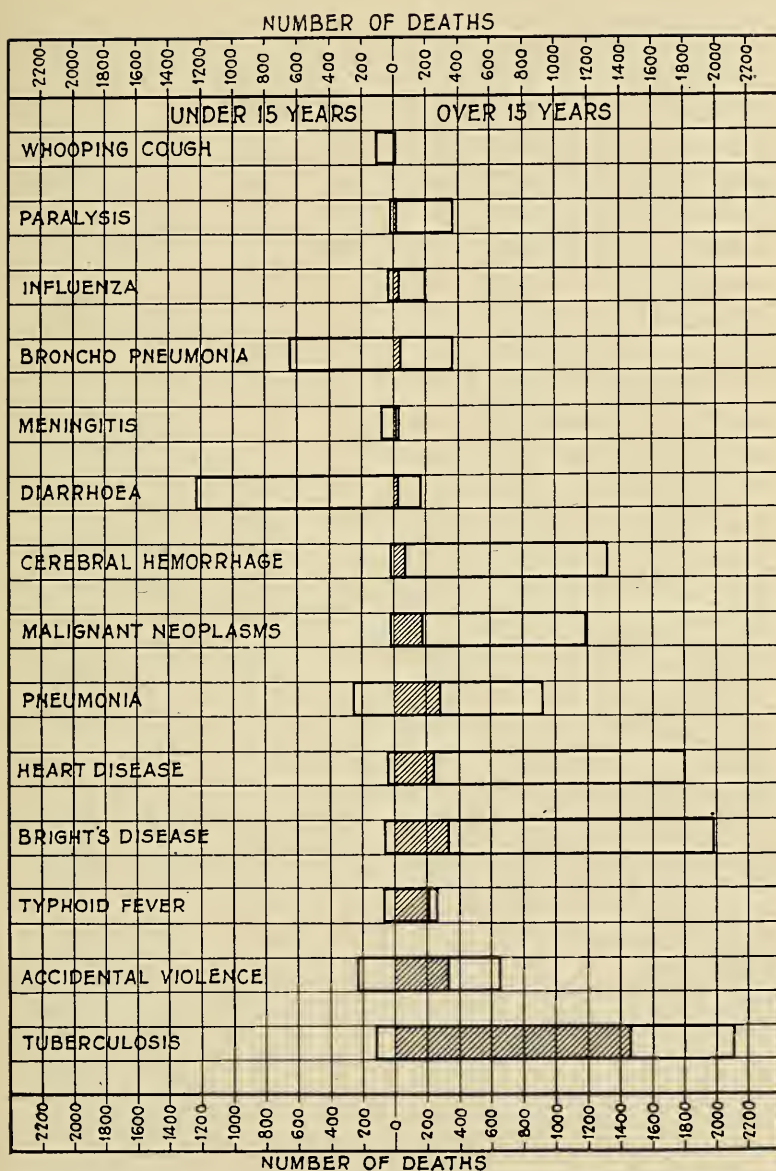 NUMBER OF DEATHS
2200 2000 1800 1600 1400 1200 1000 800 600 400 200 0 200 400 600 800 1000 1200 1400 1600 1800 2000 2200
UNDER 15 YEARS OVER 15 YEARS
WHOOPING COUGH
PARALYSIS
INFLUENZA
BRONCHO PNEUMONIA
MENINGITIS
DIARRHOEA
CEREBRAL HEMORRHAGE
MALIGNANT NEOPLASMS
PNEUMONIA
HEART DISEASE
BRIGHT'S DISEASE
TYPHOID FEVER
ACCIDENTAL VIOLENCE
TUBERCULOSIS
2200 2000 1800 1600 1400 1200 1000 800 600 400 200 0 200 400 600 800 1000 1200 1400 1600 1800 2000 2200
NUMBER OF DEATHS